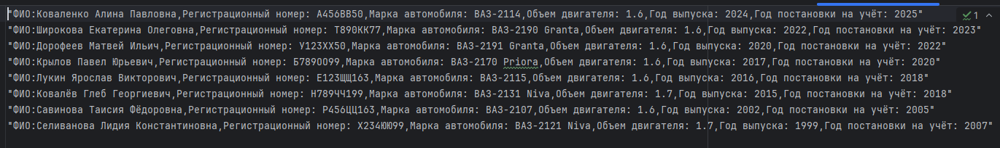 "ФИО:Коваленко Алина Павловна,Регистрационный номер: А456ВВ50,Марка автомобиля: ВАЗ-2114,Объем двигателя: 1.6,Год выпуска: 2024,Год постановки на учёт: 2025"
1
"ФИО:Широкова Екатерина Олеговна,Регистрационный номер: Т890КК77,Марка автомобиля: ВАЗ-2190 Granta,Объем двигателя: 1.6,Год выпуска: 2022,Год постановки на учёт: 2023"
"ФИО:Дорофеев Матвей Ильич,Регистрационный номер: У123ХХ50,Марка автомобиля: ВАЗ-2191 Granta,Объем двигателя: 1.6,Год выпуска: 2020,Год постановки на учёт: 2022"
"ФИО:Крылов Павел Юрьевич,Регистрационный номер: Б789ОО99,Марка автомобиля: ВАЗ-2170 Priora,Объем двигателя: 1.6,Год выпуска: 2017,Год постановки на учёт: 2020"
"ФИО:Лукин Ярослав Викторович,Регистрационный номер: Е123ЩЩ163,Марка автомобиля: ВАЗ-2115,Объем двигателя: 1.6,Год выпуска: 2016,Год постановки на учёт: 2018"
"ФИО:Ковалёв Глеб Георгиевич,Регистрационный номер: Н789ЧЧ199,Марка автомобиля: ВАЗ-2131 Niva,Объем двигателя: 1.7,Год выпуска: 2015,Год постановки на учёт: 2018"
"ФИО:Савинова Таисия Фёдоровна,Регистрационный номер: Р456ЦЦ163,Марка автомобиля: ВАЗ-2107,Объем двигателя: 1.6,Год выпуска: 2002,Год постановки на учёт: 2005"
"ФИО:Селиванова Лидия Константиновна,Регистрационный номер: Х234ЮЮ99,Марка автомобиля: ВАЗ-2121 Niva,Объем двигателя: 1.7,Год выпуска: 1999,Год постановки на учёт: 2007"